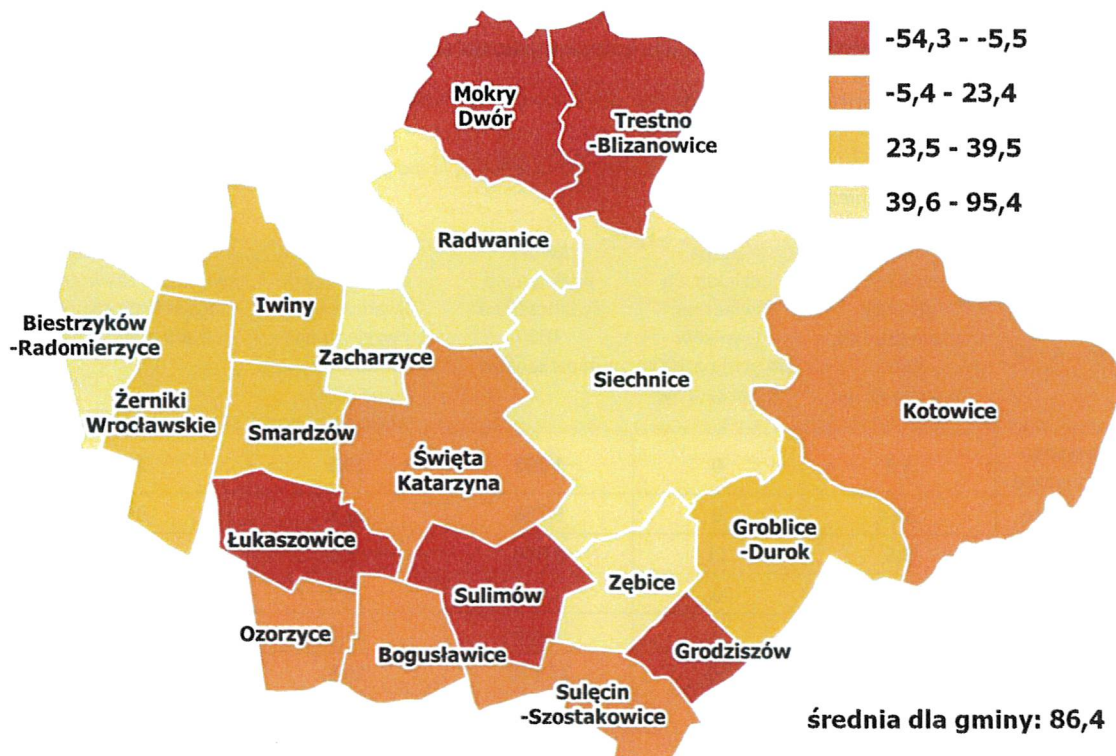 -54,3 - -5,5
-5,4 - 23,4
23,5 - 39,5
39,6 - 95,4
Mokry
Dwór
Trestno
-Blizanowice
Radwanice
Iwiny
Biestrzyków
-Radomierzyce
Zacharzyce
Siechnice
Żerniki
Wrocławskie
Kotowice
Smardzów
Święta
Katarzyna
Groblice
-Durok
Łukaszowice
Zębice
Sulimów
Ozorzyce
Bogusławice
Grodziszów
Sulęcin
-Szostakowice
średnia dla gminy: 86,4